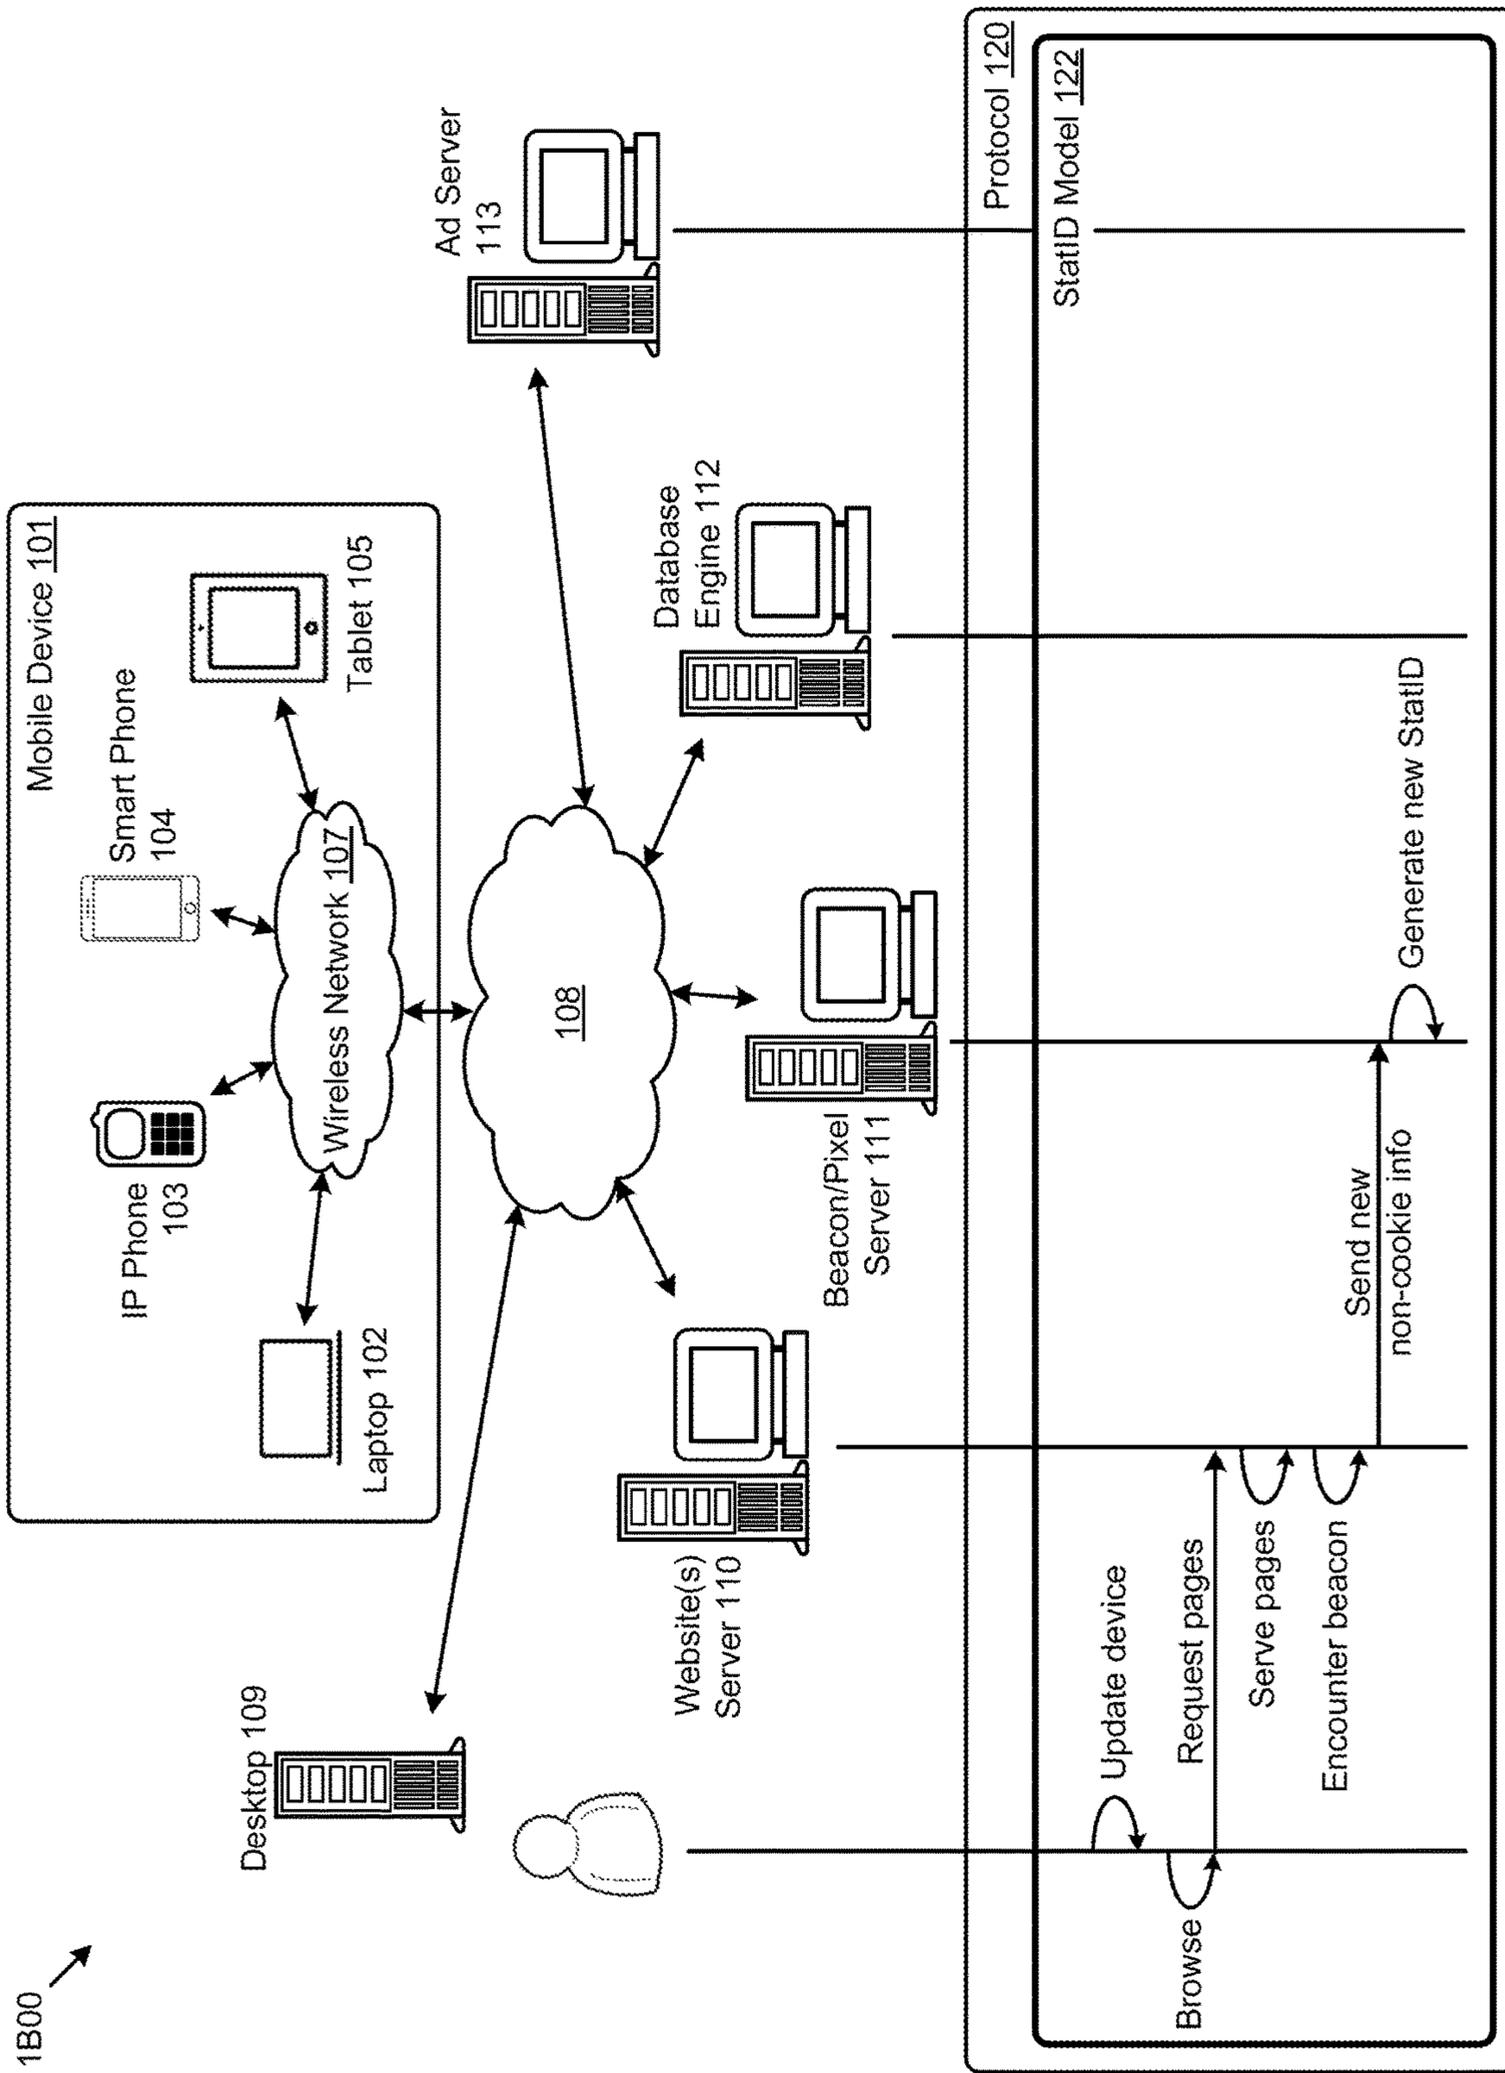 1B00
Mobile Device 101
IP Phone
103
Smart Phone
104
Laptop 102
Wireless Network 107
Tablet 105
Desktop 109
108
Ad Server
113
Website(s)
Server 110
Beacon/Pixel
Server 111
Database
Engine 112
Protocol 120
StatID Model 122
Update device
Browse
Request pages
Serve pages
Encounter beacon
Send new
non-cookie info
Generate new StatID